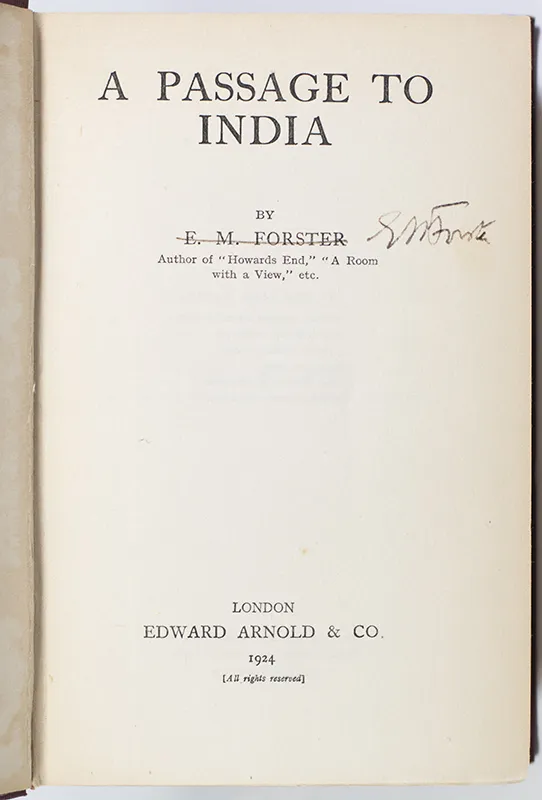 A PASSAGE TO
INDIA
BY
E. M. FORSTER
E M Forster
Author of "Howards End," "A Room
with a View," etc.
LONDON
EDWARD ARNOLD & CO.
1924
[All rights reserved]